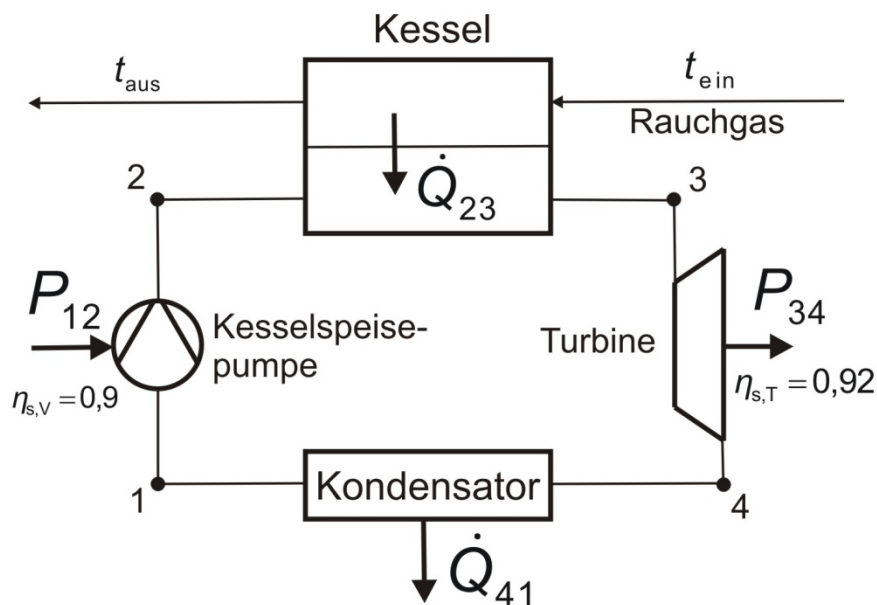 Kessel
t_aus
t_ein
Rauchgas
2
Q̇_23
3
P_12
Kesselspeise-
pumpe
η_s,V = 0,9
Turbine
P_34
η_s,T = 0,92
1
Kondensator
4
Q̇_41